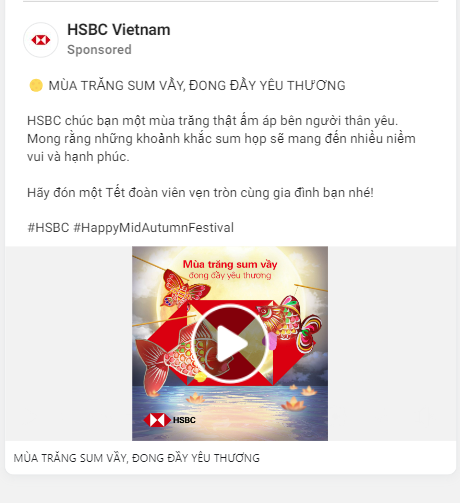 HSBC Vietnam
Sponsored
MÙA TRĂNG SUM VẦY, ĐONG ĐẦY YÊU THƯƠNG
HSBC chúc bạn một mùa trăng thật ấm áp bên người thân yêu.
Mong rằng những khoảnh khắc sum họp sẽ mang đến nhiều niềm
vui và hạnh phúc.
Hãy đón một Tết đoàn viên vẹn tròn cùng gia đình bạn nhé!
#HSBC #HappyMidAutumnFestival
Mùa trăng sum vầy
đong đầy yêu thương
HSBC
MÙA TRĂNG SUM VẦY, ĐONG ĐẦY YÊU THƯƠNG